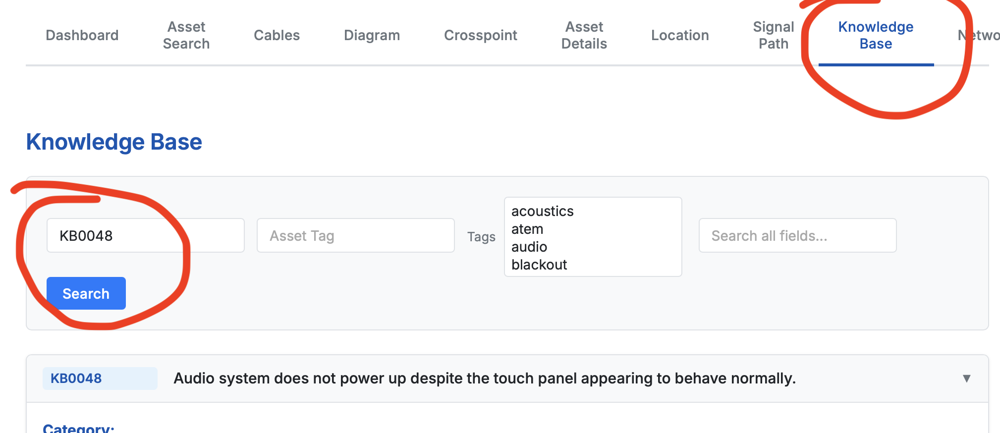 Dashboard
Asset
Search
Cables
Diagram
Crosspoint
Asset
Details
Location
Signal
Path
Knowledge
Base
Netwo
Knowledge Base
KB0048
Asset Tag
Tags
acoustics
atem
audio
blackout
Search all fields...
Search
KB0048
Audio system does not power up despite the touch panel appearing to behave normally.
▼
Category: